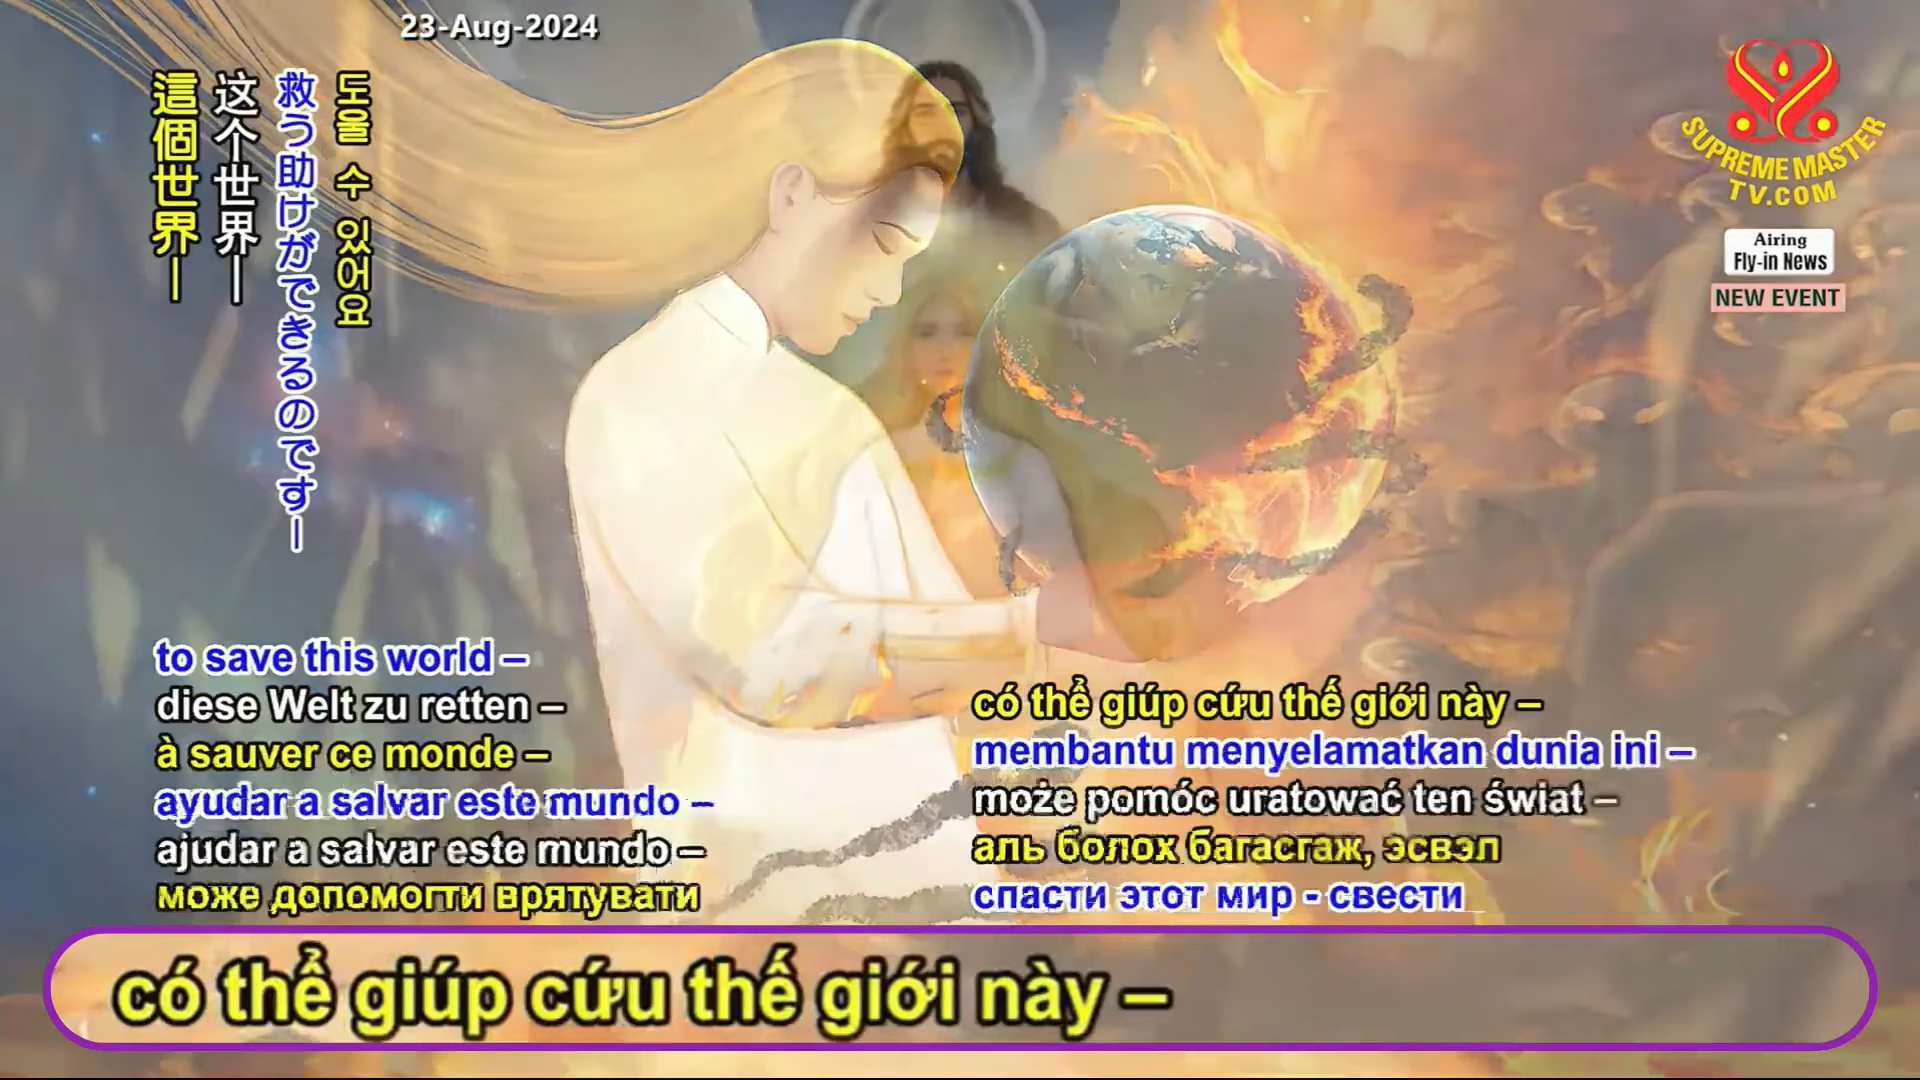 23-Aug-2024
도울 수 있어요
救う助けができるのです—
这个世界—
這個世界—
SUPREME MASTER
TV.COM
Airing
Fly-in News
NEW EVENT
to save this world –
diese Welt zu retten –
à sauver ce monde –
ayudar a salvar este mundo –
ajudar a salvar este mundo –
може допомогти врятувати
có thể giúp cứu thế giới này –
membantu menyelamatkan dunia ini –
może pomóc uratować ten świat –
аль болох багасгаж, эсвэл
спасти этот мир - свести
có thể giúp cứu thế giới này –